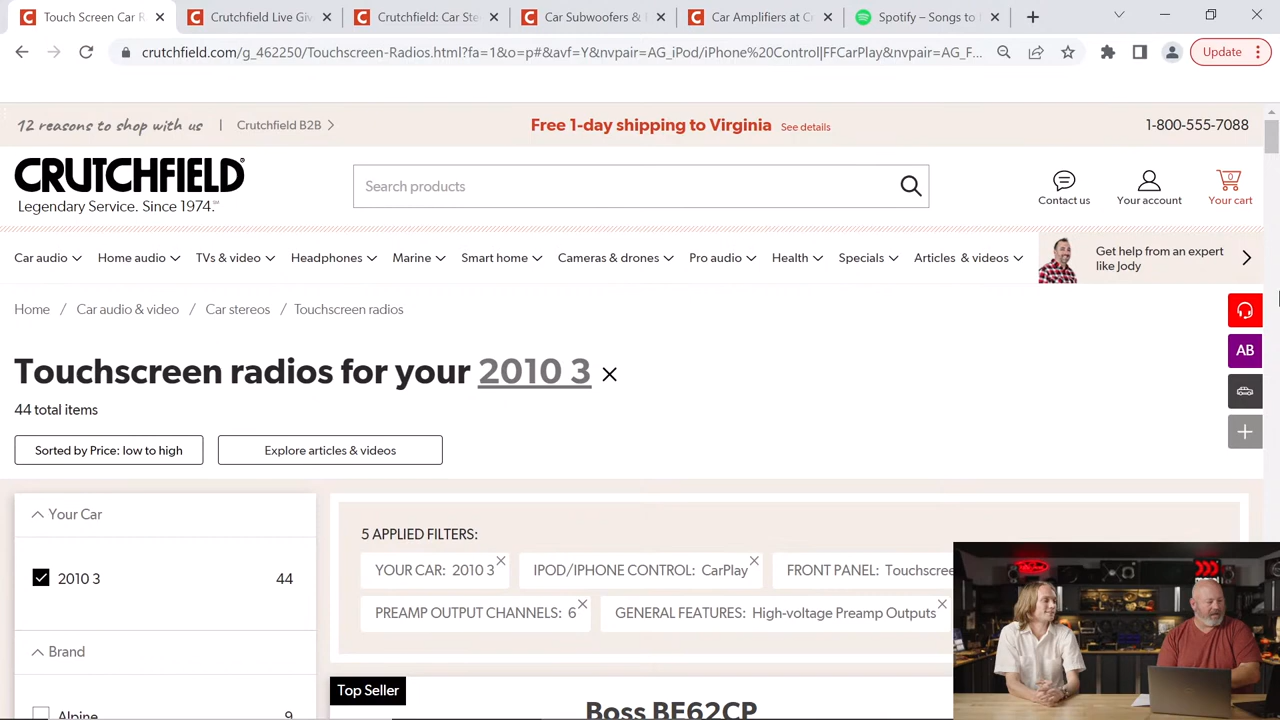 Touch Screen Car R
Crutchfield Live Giv
Crutchfield: Car Ste
Car Subwoofers &
Car Amplifiers at C
Spotify – Songs to
crutchfield.com/g_462250/Touchscreen-Radios.html?fa=1&o=p#&avf=Y&nvpair=AG_iPod/iPhone%20Control|FFCarPlay&nvpair=AG_F...
Update
12 reasons to shop with us | Crutchfield B2B
Free 1-day shipping to Virginia See details
1-800-555-7088
CRUTCHFIELD
Legendary Service. Since 1974.
Search products
Contact us
Your account
0
Your cart
Car audio
Home audio
TVs & video
Headphones
Marine
Smart home
Cameras & drones
Pro audio
Health
Specials
Articles & videos
Get help from an expert
like Jody
Home / Car audio & video / Car stereos / Touchscreen radios
AB
Touchscreen radios for your 2010 3
44 total items
Sorted by Price: low to high
Explore articles & videos
Your Car
2010 3 44
Brand
Alpine 9
5 APPLIED FILTERS:
YOUR CAR: 2010 3
IPOD/IPHONE CONTROL: CarPlay
FRONT PANEL: Touchscree
PREAMP OUTPUT CHANNELS: 6
GENERAL FEATURES: High-voltage Preamp Outputs
Top Seller
Boss BE62CP